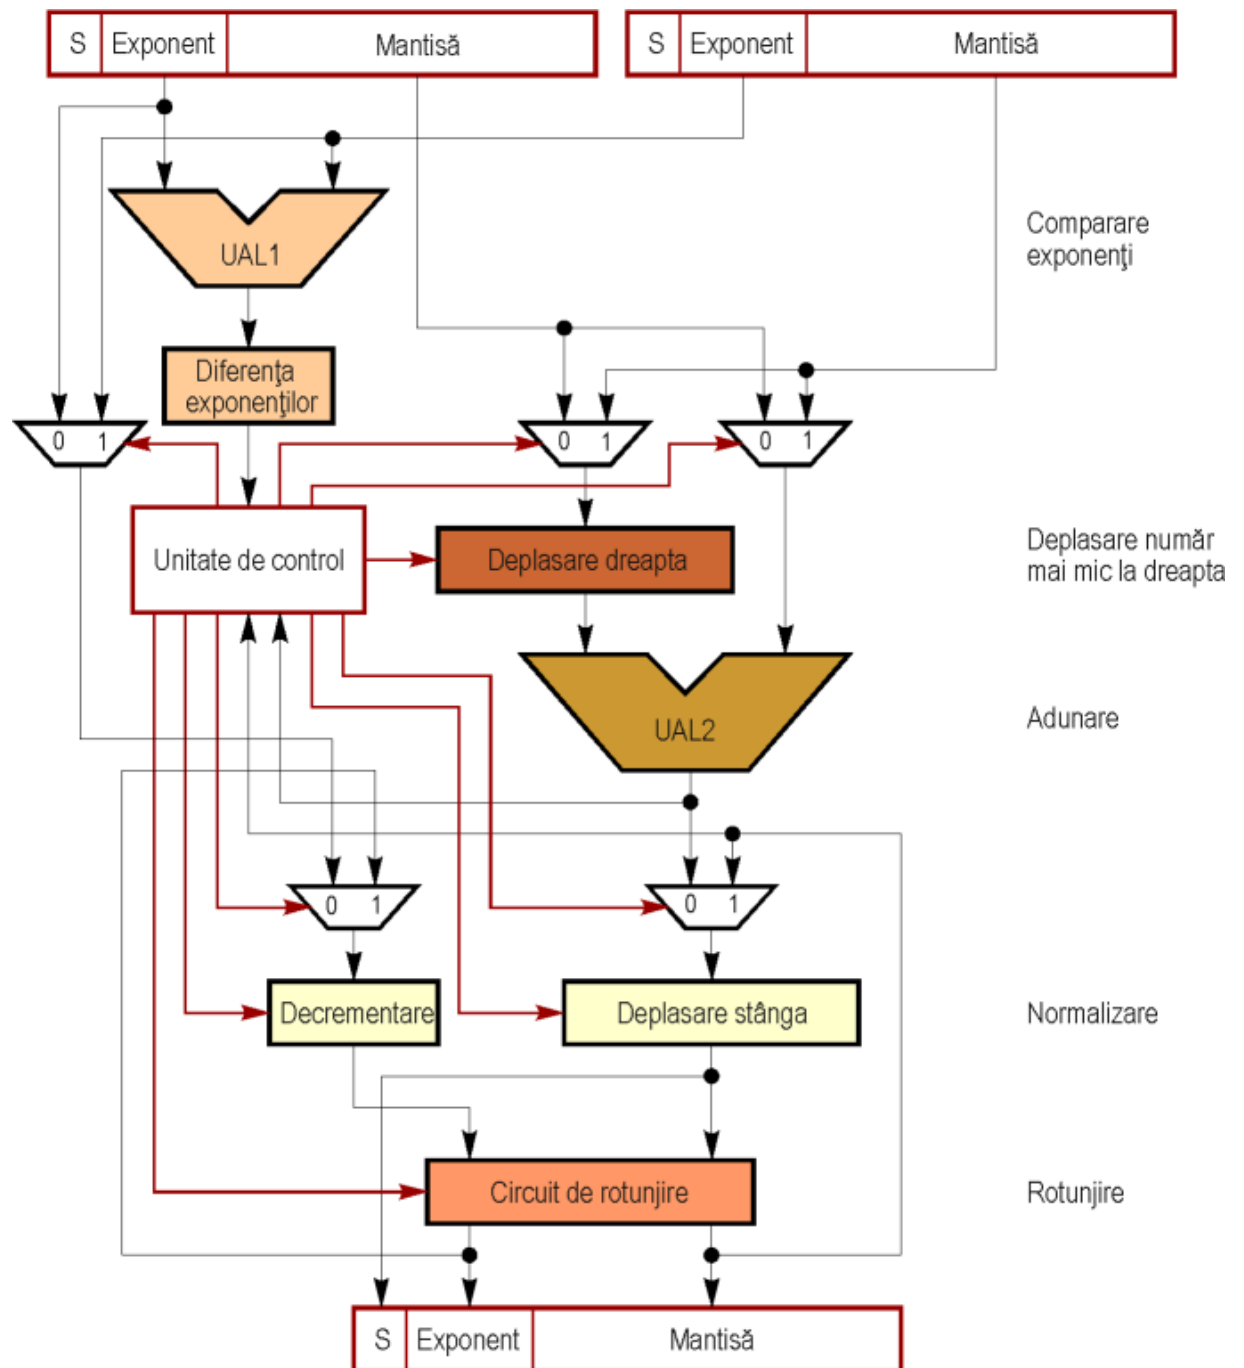 S Exponent Mantisă
S Exponent Mantisă
UAL1
Comparare
exponenţi
Diferenţa
exponenţilor
0 1
0 1
0 1
Unitate de control
Deplasare dreapta
Deplasare număr
mai mic la dreapta
UAL2
Adunare
0 1
0 1
Decrementare
Deplasare stânga
Normalizare
Circuit de rotunjire
Rotunjire
S Exponent Mantisă